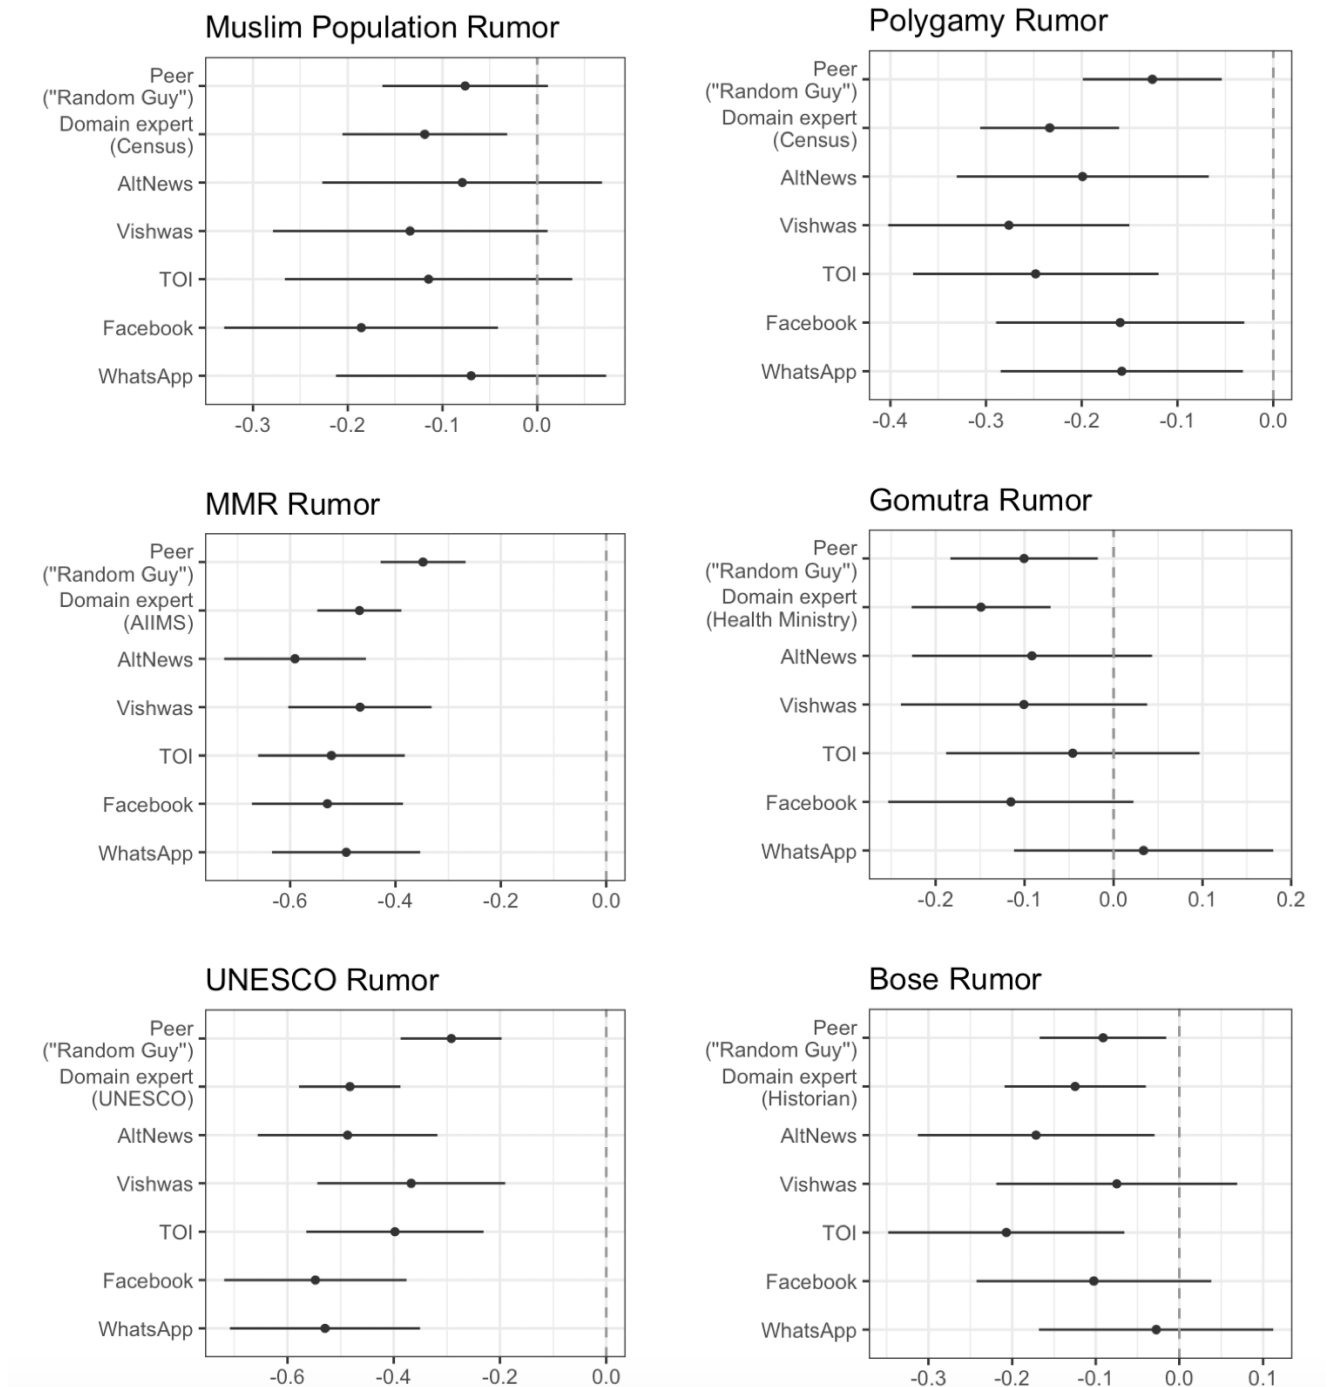 Muslim Population Rumor
Peer
("Random Guy")
Domain expert
(Census)
AltNews
Vishwas
TOI
Facebook
WhatsApp
-0.3 -0.2 -0.1 0.0
Polygamy Rumor
Peer
("Random Guy")
Domain expert
(Census)
AltNews
Vishwas
TOI
Facebook
WhatsApp
-0.4 -0.3 -0.2 -0.1 0.0
MMR Rumor
Peer
("Random Guy")
Domain expert
(AIIMS)
AltNews
Vishwas
TOI
Facebook
WhatsApp
-0.6 -0.4 -0.2 0.0
Gomutra Rumor
Peer
("Random Guy")
Domain expert
(Health Ministry)
AltNews
Vishwas
TOI
Facebook
WhatsApp
-0.2 -0.1 0.0 0.1 0.2
UNESCO Rumor
Peer
("Random Guy")
Domain expert
(UNESCO)
AltNews
Vishwas
TOI
Facebook
WhatsApp
-0.6 -0.4 -0.2 0.0
Bose Rumor
Peer
("Random Guy")
Domain expert
(Historian)
AltNews
Vishwas
TOI
Facebook
WhatsApp
-0.3 -0.2 -0.1 0.0 0.1